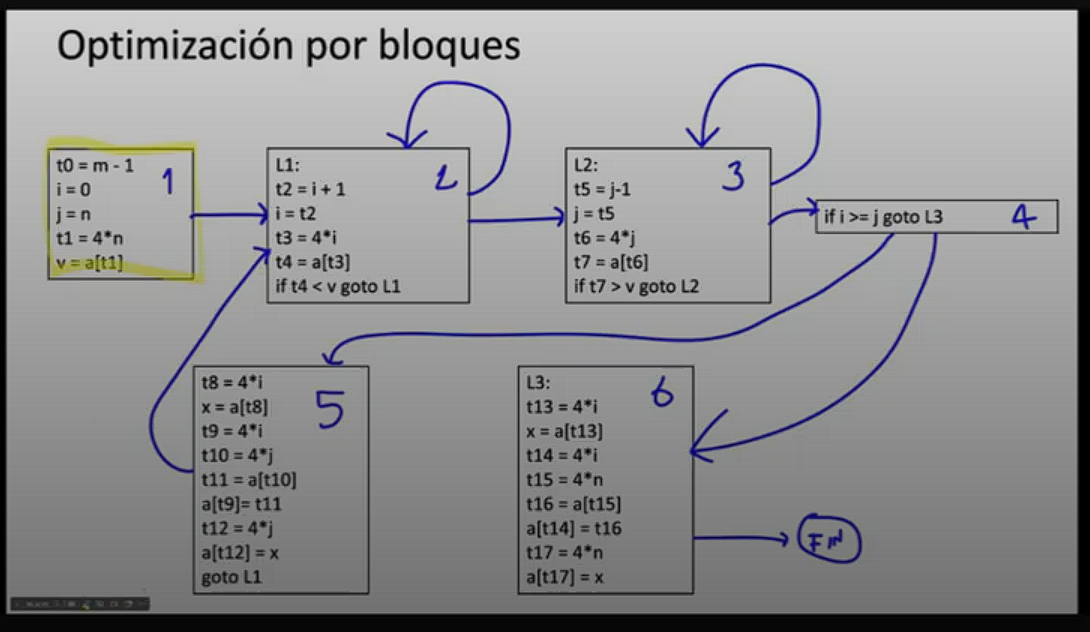 Optimización por bloques
t0 = m - 1
i = 0
j = n
t1 = 4*n
v = a[t1]
1
L1:
t2 = i + 1
i = t2
t3 = 4*i
t4 = a[t3]
if t4 < v goto L1
2
L2:
t5 = j-1
j = t5
t6 = 4*j
t7 = a[t6]
if t7 > v goto L2
3
if i >= j goto L3
4
t8 = 4*i
x = a[t8]
t9 = 4*i
t10 = 4*j
t11 = a[t10]
a[t9]= t11
t12 = 4*j
a[t12] = x
goto L1
5
L3:
t13 = 4*i
x = a[t13]
t14 = 4*i
t15 = 4*n
t16 = a[t15]
a[t14] = t16
t17 = 4*n
a[t17] = x
6
FIN